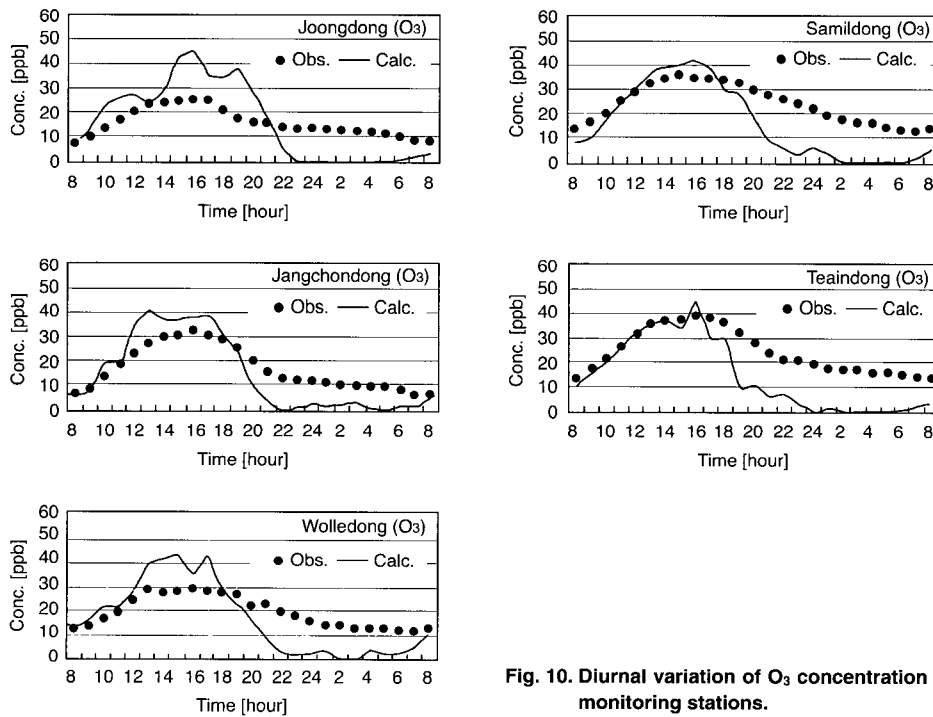 Joongdong (O3)
Obs. Calc.
Conc. [ppb]
60
50
40
30
20
10
0
8 10 12 14 16 18 20 22 24 2 4 6 8
Time [hour]
Samildong (O3)
Obs. Calc.
Conc. [ppb]
60
50
40
30
20
10
0
8 10 12 14 16 18 20 22 24 2 4 6 8
Time [hour]
Jangchondong (O3)
Obs. Calc.
Conc. [ppb]
60
50
40
30
20
10
0
8 10 12 14 16 18 20 22 24 2 4 6 8
Time [hour]
Teaindong (O3)
Obs. Calc.
Conc. [ppb]
60
50
40
30
20
10
0
8 10 12 14 16 18 20 22 24 2 4 6 8
Time [hour]
Wolledong (O3)
Obs. Calc.
Conc. [ppb]
60
50
40
30
20
10
0
8 10 12 14 16 18 20 22 24 2 4 6 8
Time [hour]
Fig. 10. Diurnal variation of O3 concentration
monitoring stations.